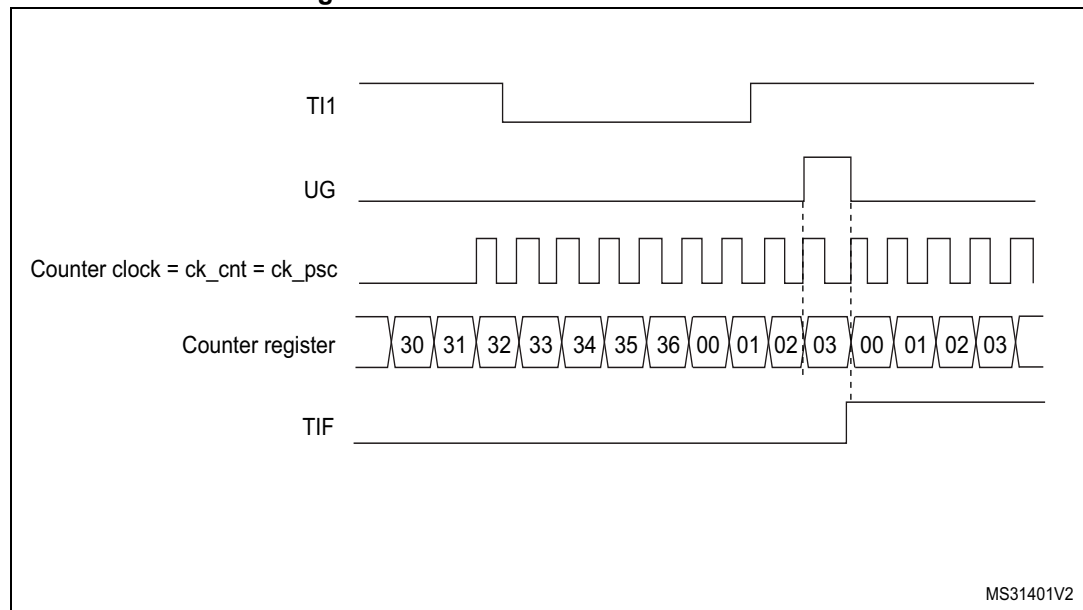 TI1
UG
Counter clock = ck_cnt = ck_psc
Counter register 30 31 32 33 34 35 36 00 01 02 03 00 01 02 03
TIF
MS31401V2